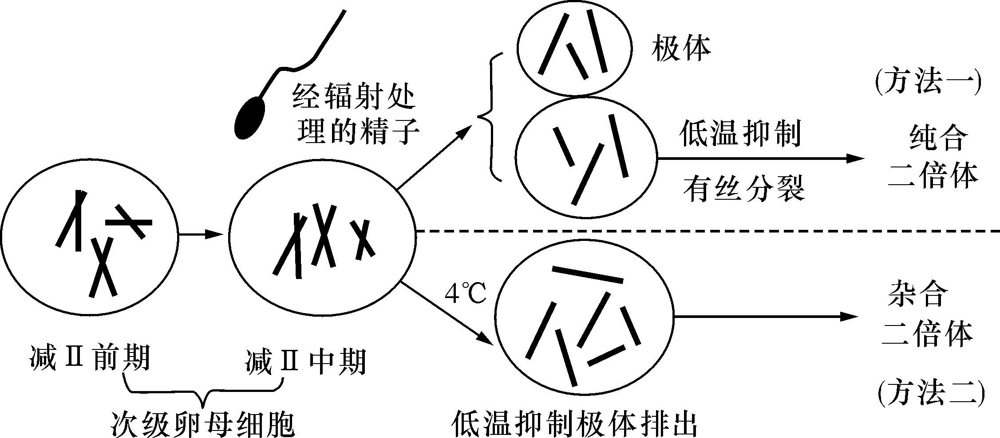 极体
(方法一)
经辐射处
理的精子
低温抑制
有丝分裂
纯合
二倍体
4℃
杂合
二倍体
(方法二)
减Ⅱ前期
减Ⅱ中期
次级卵母细胞
低温抑制极体排出